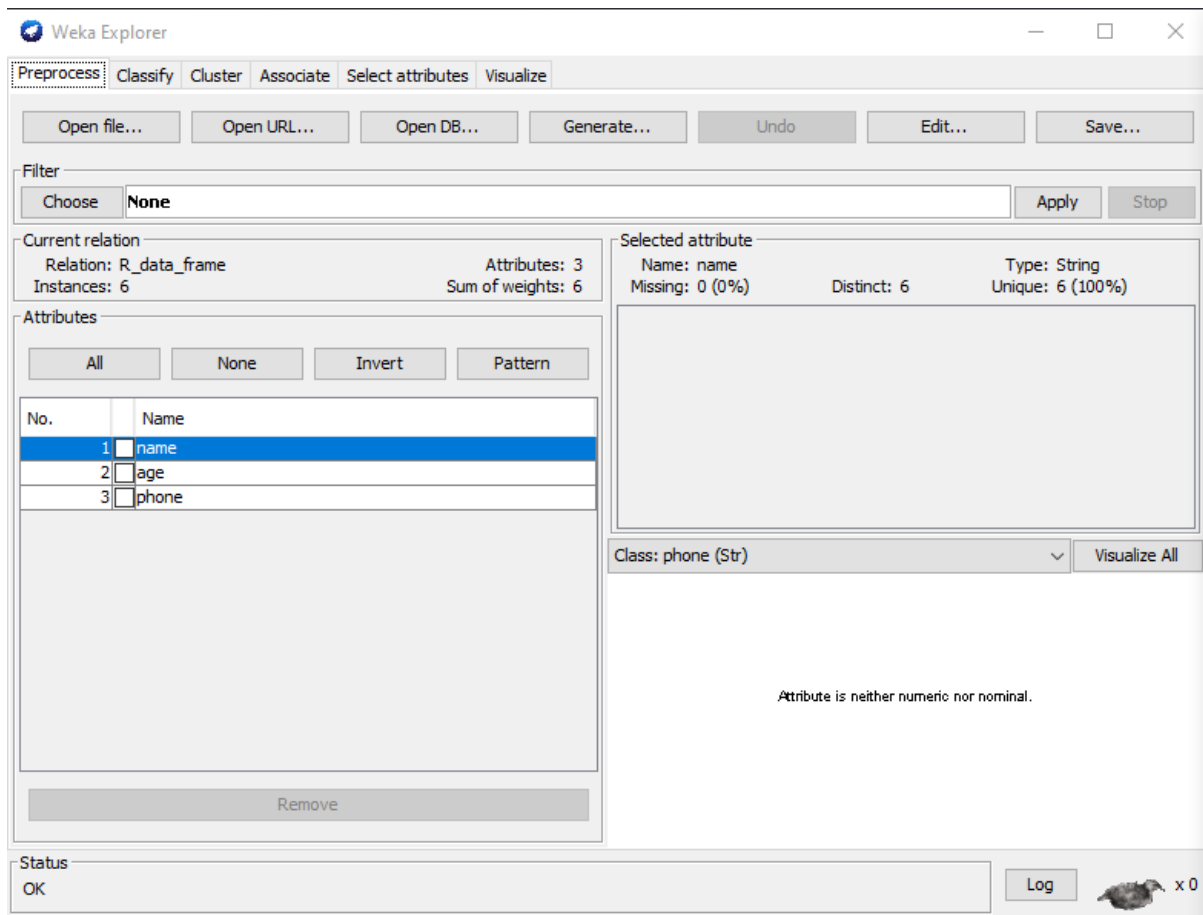 Weka Explorer
Preprocess Classify Cluster Associate Select attributes Visualize
Open file... Open URL... Open DB... Generate... Undo Edit... Save...
Filter
Choose None Apply Stop
Current relation
Relation: R_data_frame Attributes: 3
Instances: 6 Sum of weights: 6
Selected attribute
Name: name Type: String
Missing: 0 (0%) Distinct: 6 Unique: 6 (100%)
Attributes
All None Invert Pattern
No. Name
1 name
2 age
3 phone
Remove
Class: phone (Str) Visualize All
Attribute is neither numeric nor nominal.
Status
OK
Log x 0